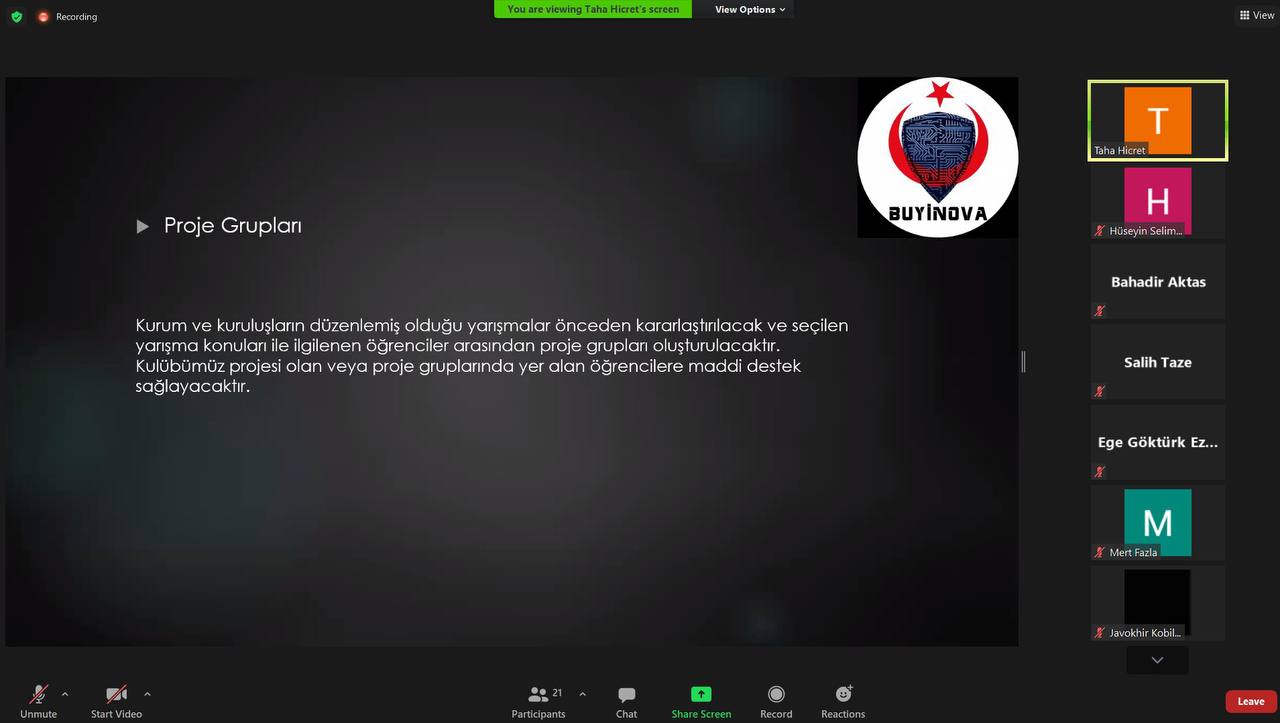 Recording
You are viewing Taha Hicret's screen
View Options
View
BUYİNOVA
Proje Grupları
Kurum ve kuruluşların düzenlemiş olduğu yarışmalar önceden kararlaştırılacak ve seçilen
yarışma konuları ile ilgilenen öğrenciler arasından proje grupları oluşturulacaktır.
Kulübümüz projesi olan veya proje gruplarında yer alan öğrencilere maddi destek
sağlayacaktır.
T
Taha Hicret
H
Hüseyin Selim...
Bahadir Aktas
Salih Taze
Ege Göktürk Ez...
M
Mert Fazla
Javokhir Kobil...
Unmute
Start Video
21
Participants
Chat
Share Screen
Record
Reactions
Leave